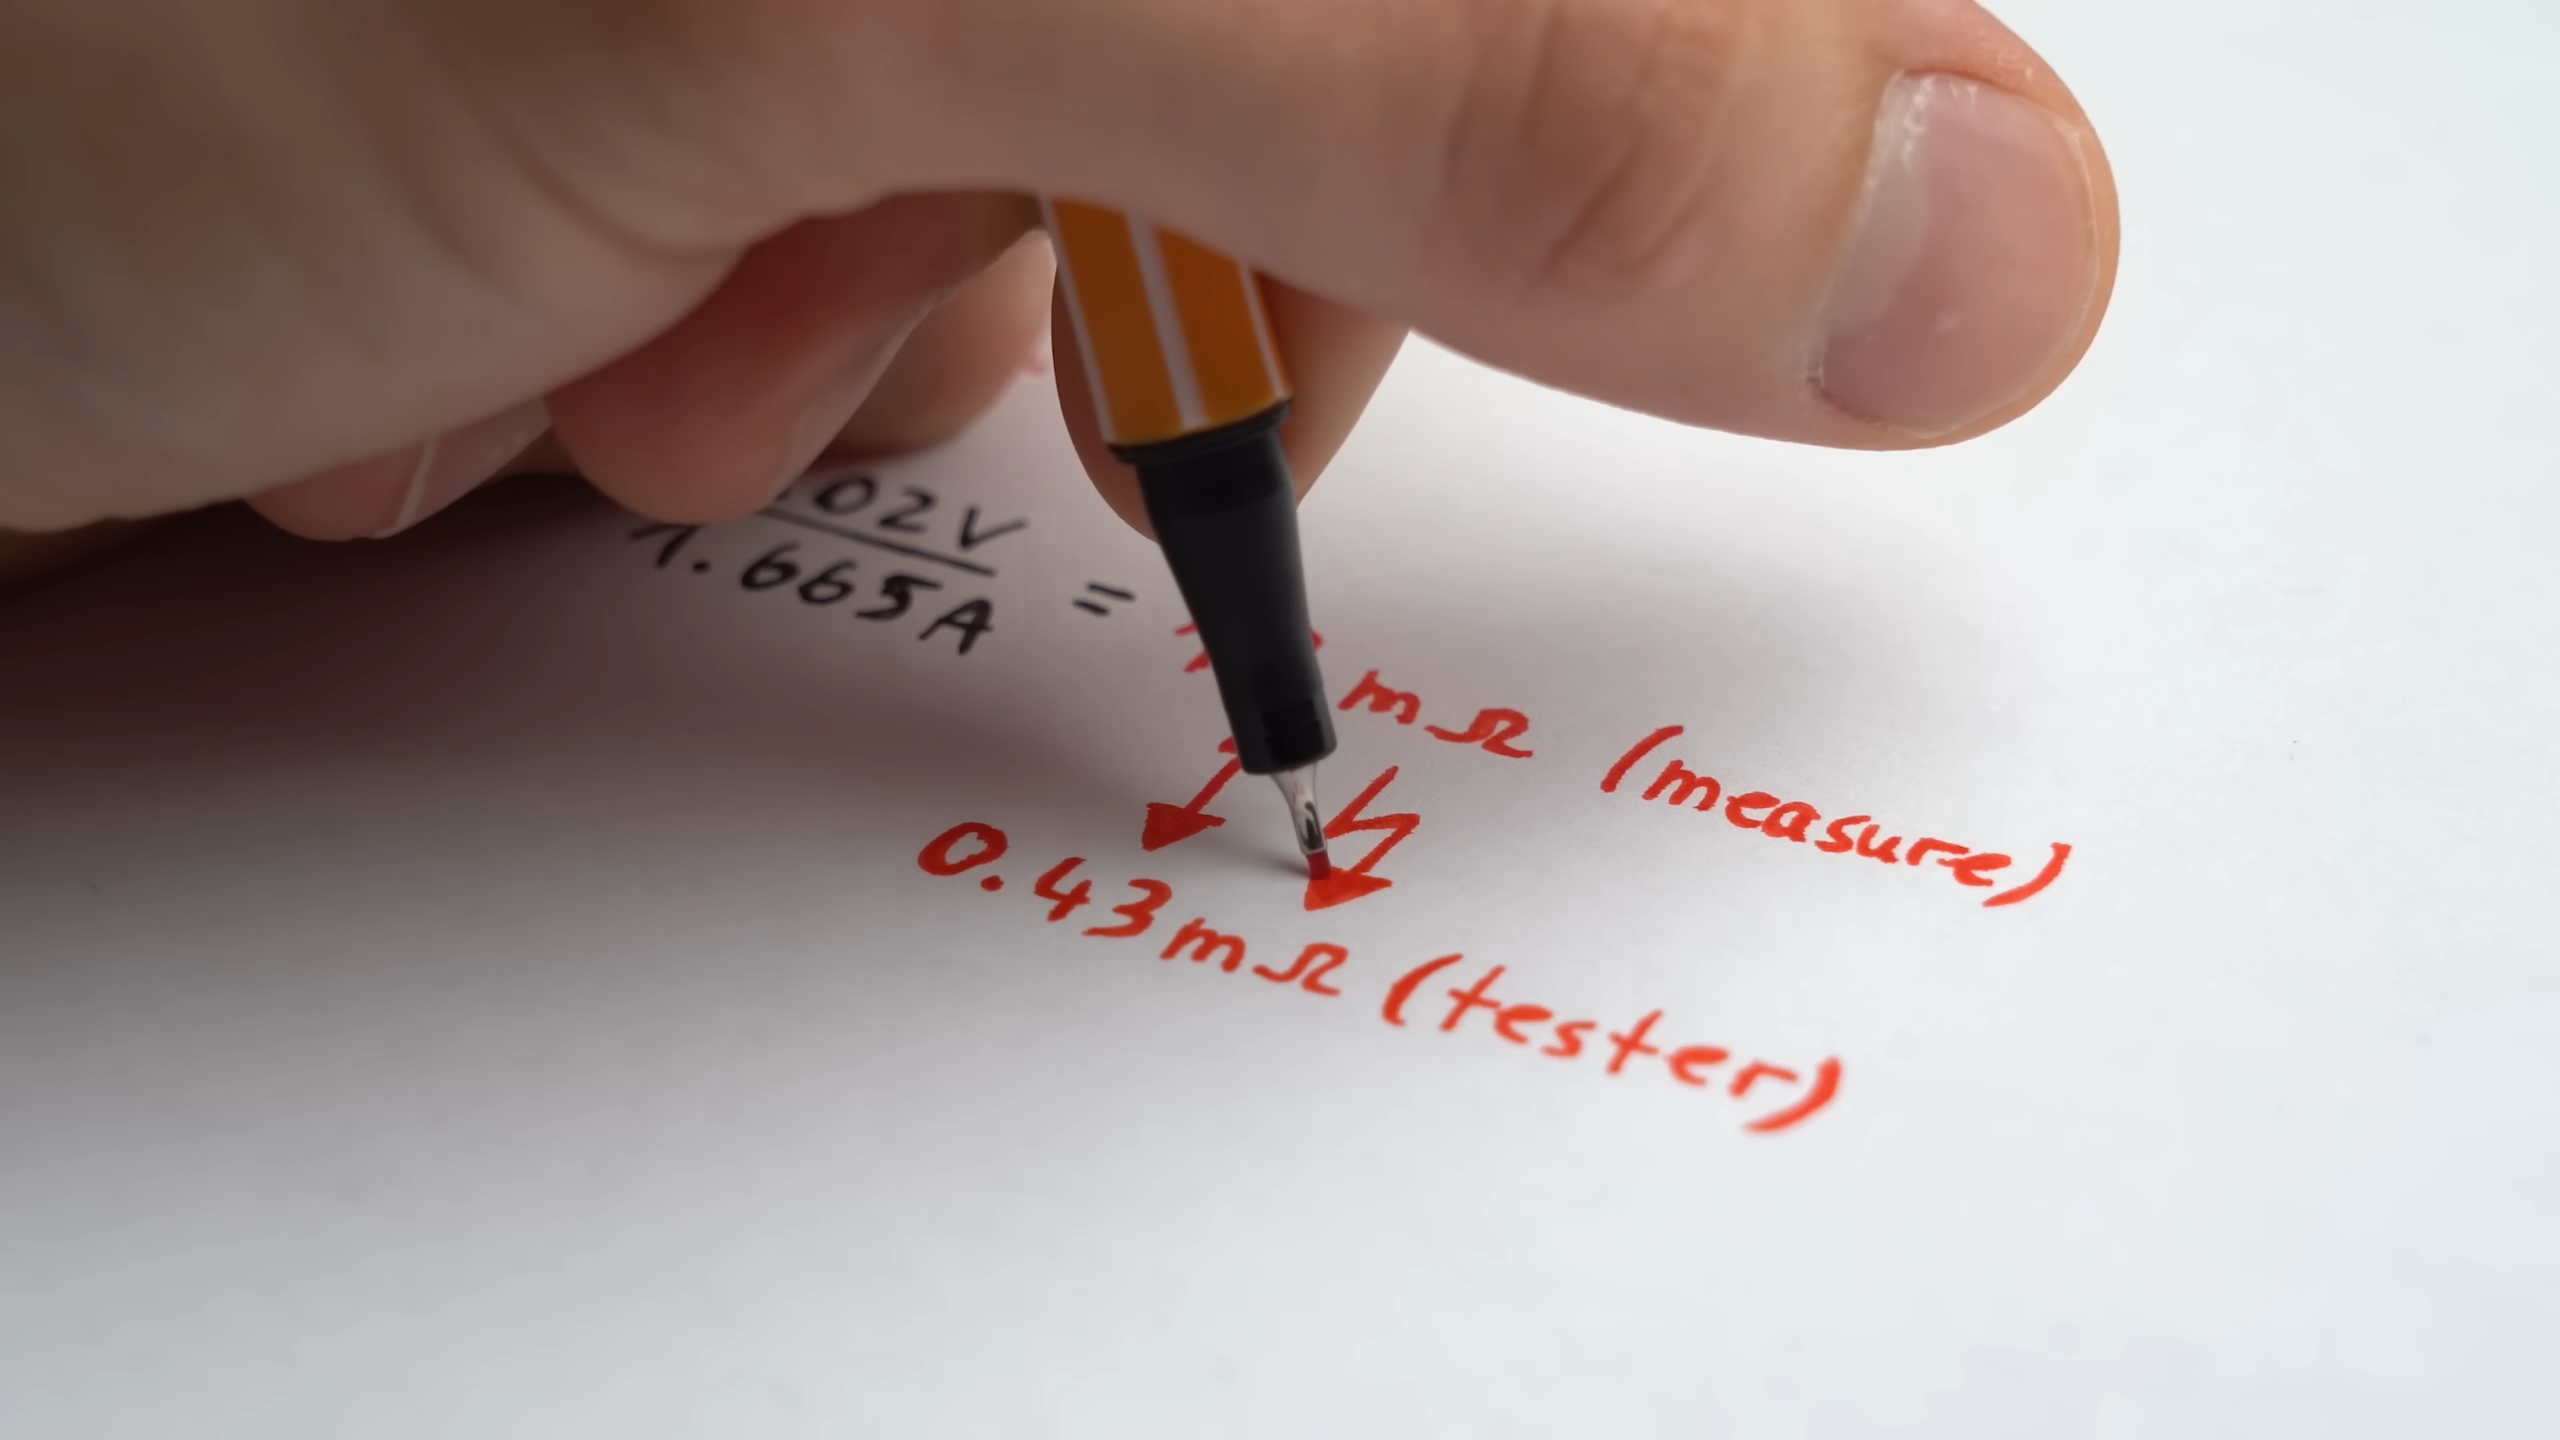 .02V
1.665A =
mΩ (measure)
0.43mΩ (tester)